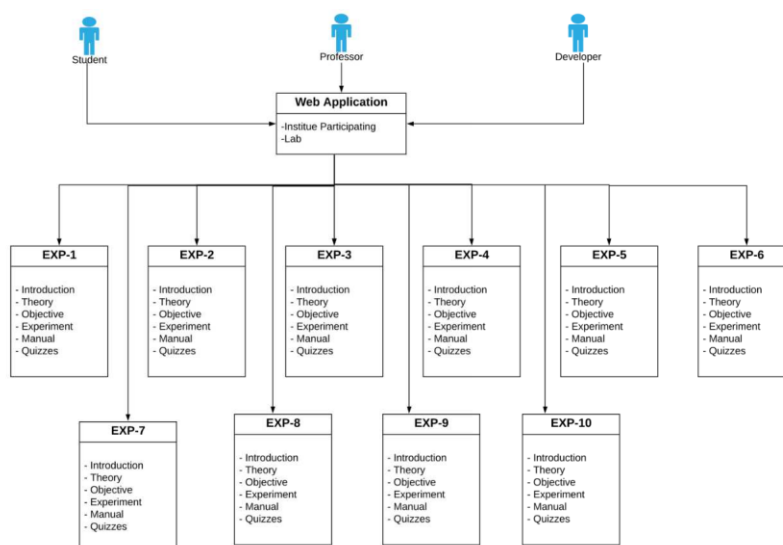 Student
Professor
Developer
Web Application
-Institue Participating
-Lab
EXP-1
- Introduction
- Theory
- Objective
- Experiment
- Manual
- Quizzes
EXP-2
- Introduction
- Theory
- Objective
- Experiment
- Manual
- Quizzes
EXP-3
- Introduction
- Theory
- Objective
- Experiment
- Manual
- Quizzes
EXP-4
- Introduction
- Theory
- Objective
- Experiment
- Manual
- Quizzes
EXP-5
- Introduction
- Theory
- Objective
- Experiment
- Manual
- Quizzes
EXP-6
- Introduction
- Theory
- Objective
- Experiment
- Manual
- Quizzes
EXP-7
- Introduction
- Theory
- Objective
- Experiment
- Manual
- Quizzes
EXP-8
- Introduction
- Theory
- Objective
- Experiment
- Manual
- Quizzes
EXP-9
- Introduction
- Theory
- Objective
- Experiment
- Manual
- Quizzes
EXP-10
- Introduction
- Theory
- Objective
- Experiment
- Manual
- Quizzes